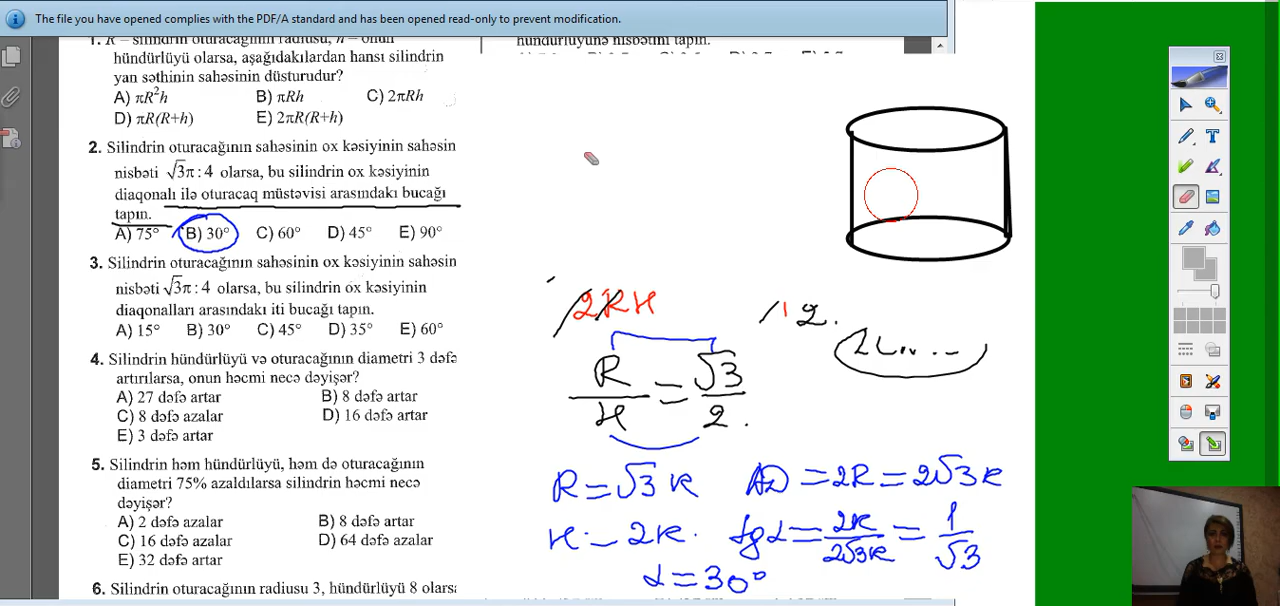 The file you have opened complies with the PDF/A standard and has been opened read-only to prevent modification.
1. R – silindrin oturacağının radiusu, h – onun
hündürlüyü olarsa, aşağıdakılardan hansı silindrin
yan səthinin sahəsinin düsturudur?
A) πR²h B) πRh C) 2πRh
D) πR(R+h) E) 2πR(R+h)
2. Silindrin oturacağının sahəsinin ox kəsiyinin sahəsin
nisbəti √3π : 4 olarsa, bu silindrin ox kəsiyinin
diaqonalı ilə oturacaq müstəvisi arasındakı bucağı
tapın.
A) 75° B) 30° C) 60° D) 45° E) 90°
3. Silindrin oturacağının sahəsinin ox kəsiyinin sahəsin
nisbəti √3π : 4 olarsa, bu silindrin ox kəsiyinin
diaqonalları arasındakı iti bucağı tapın.
A) 15° B) 30° C) 45° D) 35° E) 60°
4. Silindrin hündürlüyü və oturacağının diametri 3 dəfə
artırılarsa, onun həcmi necə dəyişər?
A) 27 dəfə artar B) 8 dəfə artar
C) 8 dəfə azalar D) 16 dəfə artar
E) 3 dəfə artar
5. Silindrin həm hündürlüyü, həm də oturacağının
diametri 75% azaldılarsa silindrin həcmi necə
dəyişər?
A) 2 dəfə azalar B) 8 dəfə artar
C) 16 dəfə azalar D) 64 dəfə azalar
E) 32 dəfə artar
6. Silindrin oturacağının radiusu 3, hündürlüyü 8 olars
hündürlüyünə nisbətini tapın.
2RH
2.
R/H = √3/2.
R = √3 K AD = 2R = 2√3 K
H = 2K. tgα = 2K/2√3K = 1/√3
α = 30°